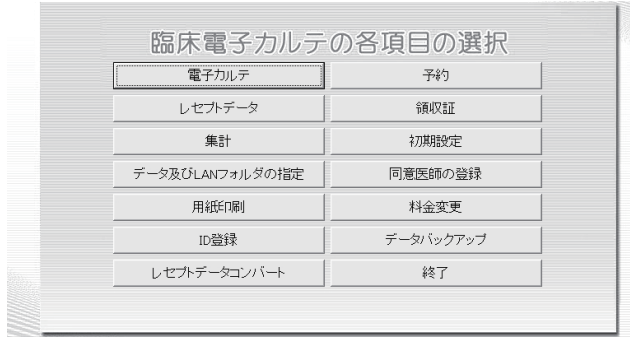 臨床電子カルテの各項目の選択
電子カルテ 予約
レセプトデータ 領収証
集計 初期設定
データ及びLANフォルダの指定 同意医師の登録
用紙印刷 料金変更
ID登録 データバックアップ
レセプトデータコンバート 終了